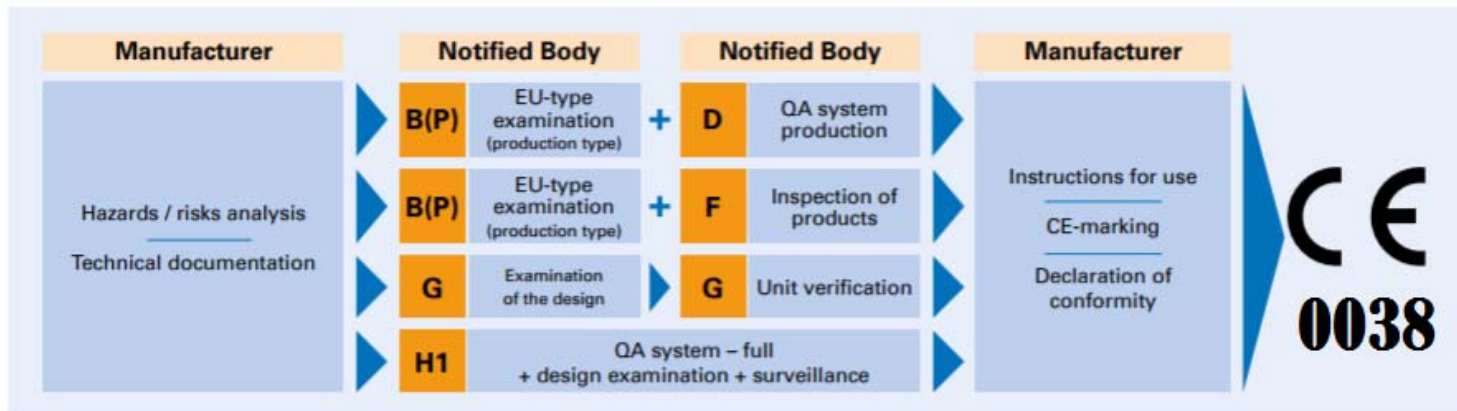 Manufacturer
Notified Body
Notified Body
Manufacturer
Hazards / risks analysis
Technical documentation
B(P)
EU-type
examination
(production type)
+
D
QA system
production
B(P)
EU-type
examination
(production type)
+
F
Inspection of
products
G
Examination
of the design
G
Unit verification
H1
QA system – full
+ design examination + surveillance
Instructions for use
CE-marking
Declaration of
conformity
CE
0038